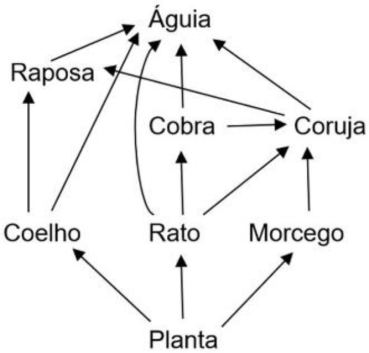 Águia
Raposa
Cobra
Coruja
Coelho
Rato
Morcego
Planta